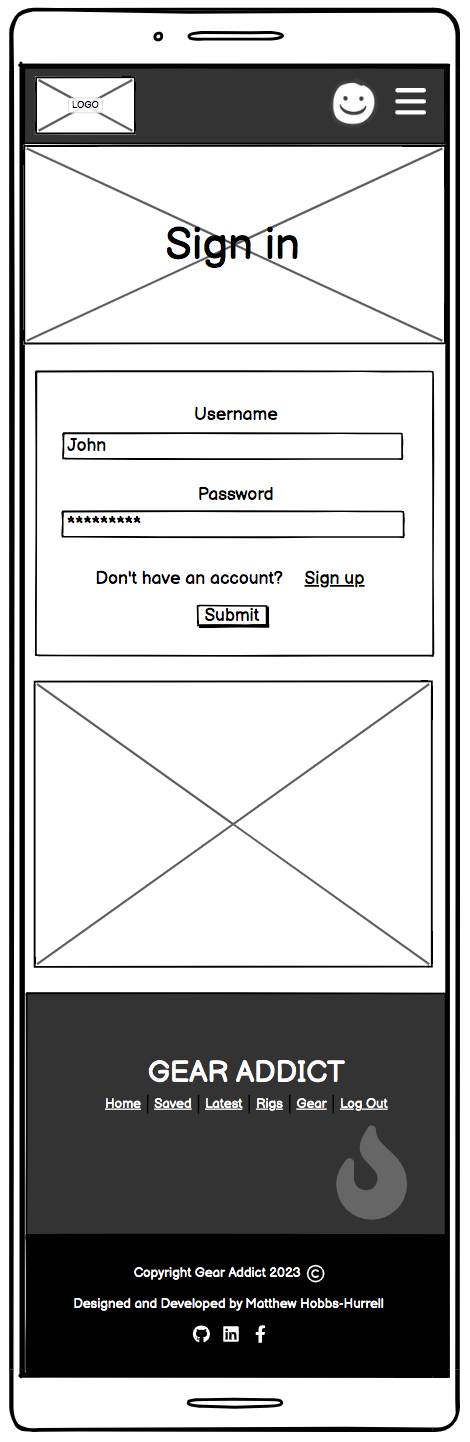 LOGO
Sign in
Username
John
Password
*********
Don't have an account? Sign up
Submit
GEAR ADDICT
Home | Saved | Latest | Rigs | Gear | Log Out
Copyright Gear Addict 2023 ©
Designed and Developed by Matthew Hobbs-Hurrell